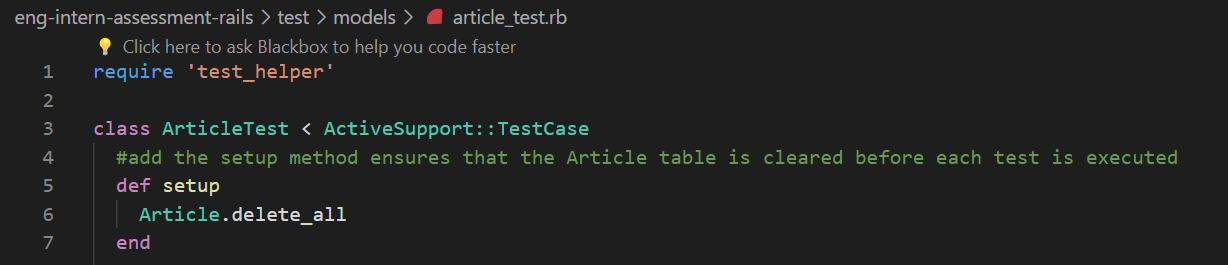 eng-intern-assessment-rails > test > models > article_test.rb
Click here to ask Blackbox to help you code faster
1 require 'test_helper'
2
3 class ArticleTest < ActiveSupport::TestCase
4 #add the setup method ensures that the Article table is cleared before each test is executed
5 def setup
6 Article.delete_all
7 end